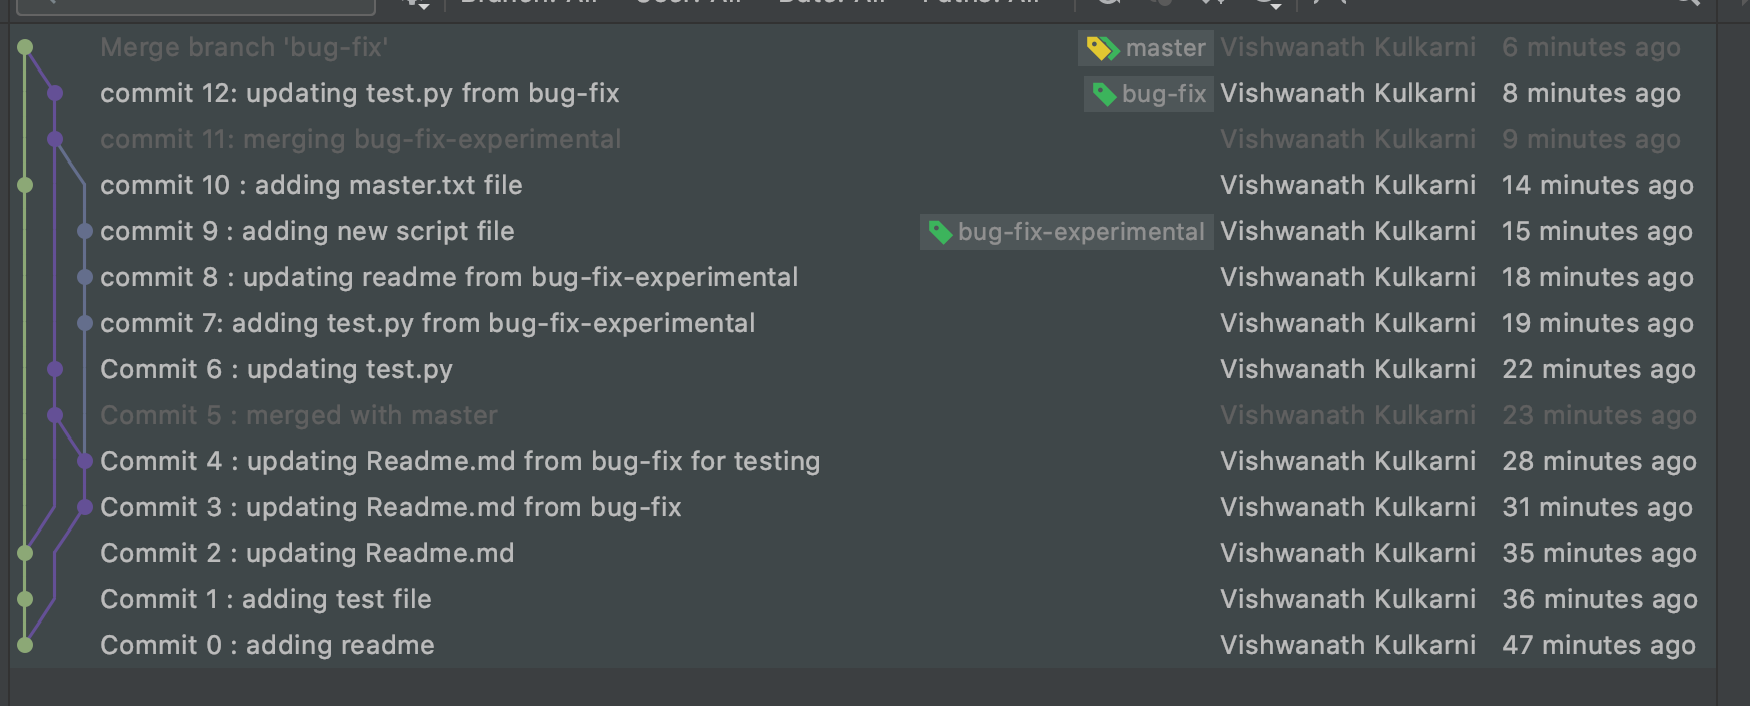 Branch: All User: All Date: All Paths: All
Merge branch 'bug-fix' master Vishwanath Kulkarni 6 minutes ago
commit 12: updating test.py from bug-fix bug-fix Vishwanath Kulkarni 8 minutes ago
commit 11: merging bug-fix-experimental Vishwanath Kulkarni 9 minutes ago
commit 10 : adding master.txt file Vishwanath Kulkarni 14 minutes ago
commit 9 : adding new script file bug-fix-experimental Vishwanath Kulkarni 15 minutes ago
commit 8 : updating readme from bug-fix-experimental Vishwanath Kulkarni 18 minutes ago
commit 7: adding test.py from bug-fix-experimental Vishwanath Kulkarni 19 minutes ago
Commit 6 : updating test.py Vishwanath Kulkarni 22 minutes ago
Commit 5 : merged with master Vishwanath Kulkarni 23 minutes ago
Commit 4 : updating Readme.md from bug-fix for testing Vishwanath Kulkarni 28 minutes ago
Commit 3 : updating Readme.md from bug-fix Vishwanath Kulkarni 31 minutes ago
Commit 2 : updating Readme.md Vishwanath Kulkarni 35 minutes ago
Commit 1 : adding test file Vishwanath Kulkarni 36 minutes ago
Commit 0 : adding readme Vishwanath Kulkarni 47 minutes ago